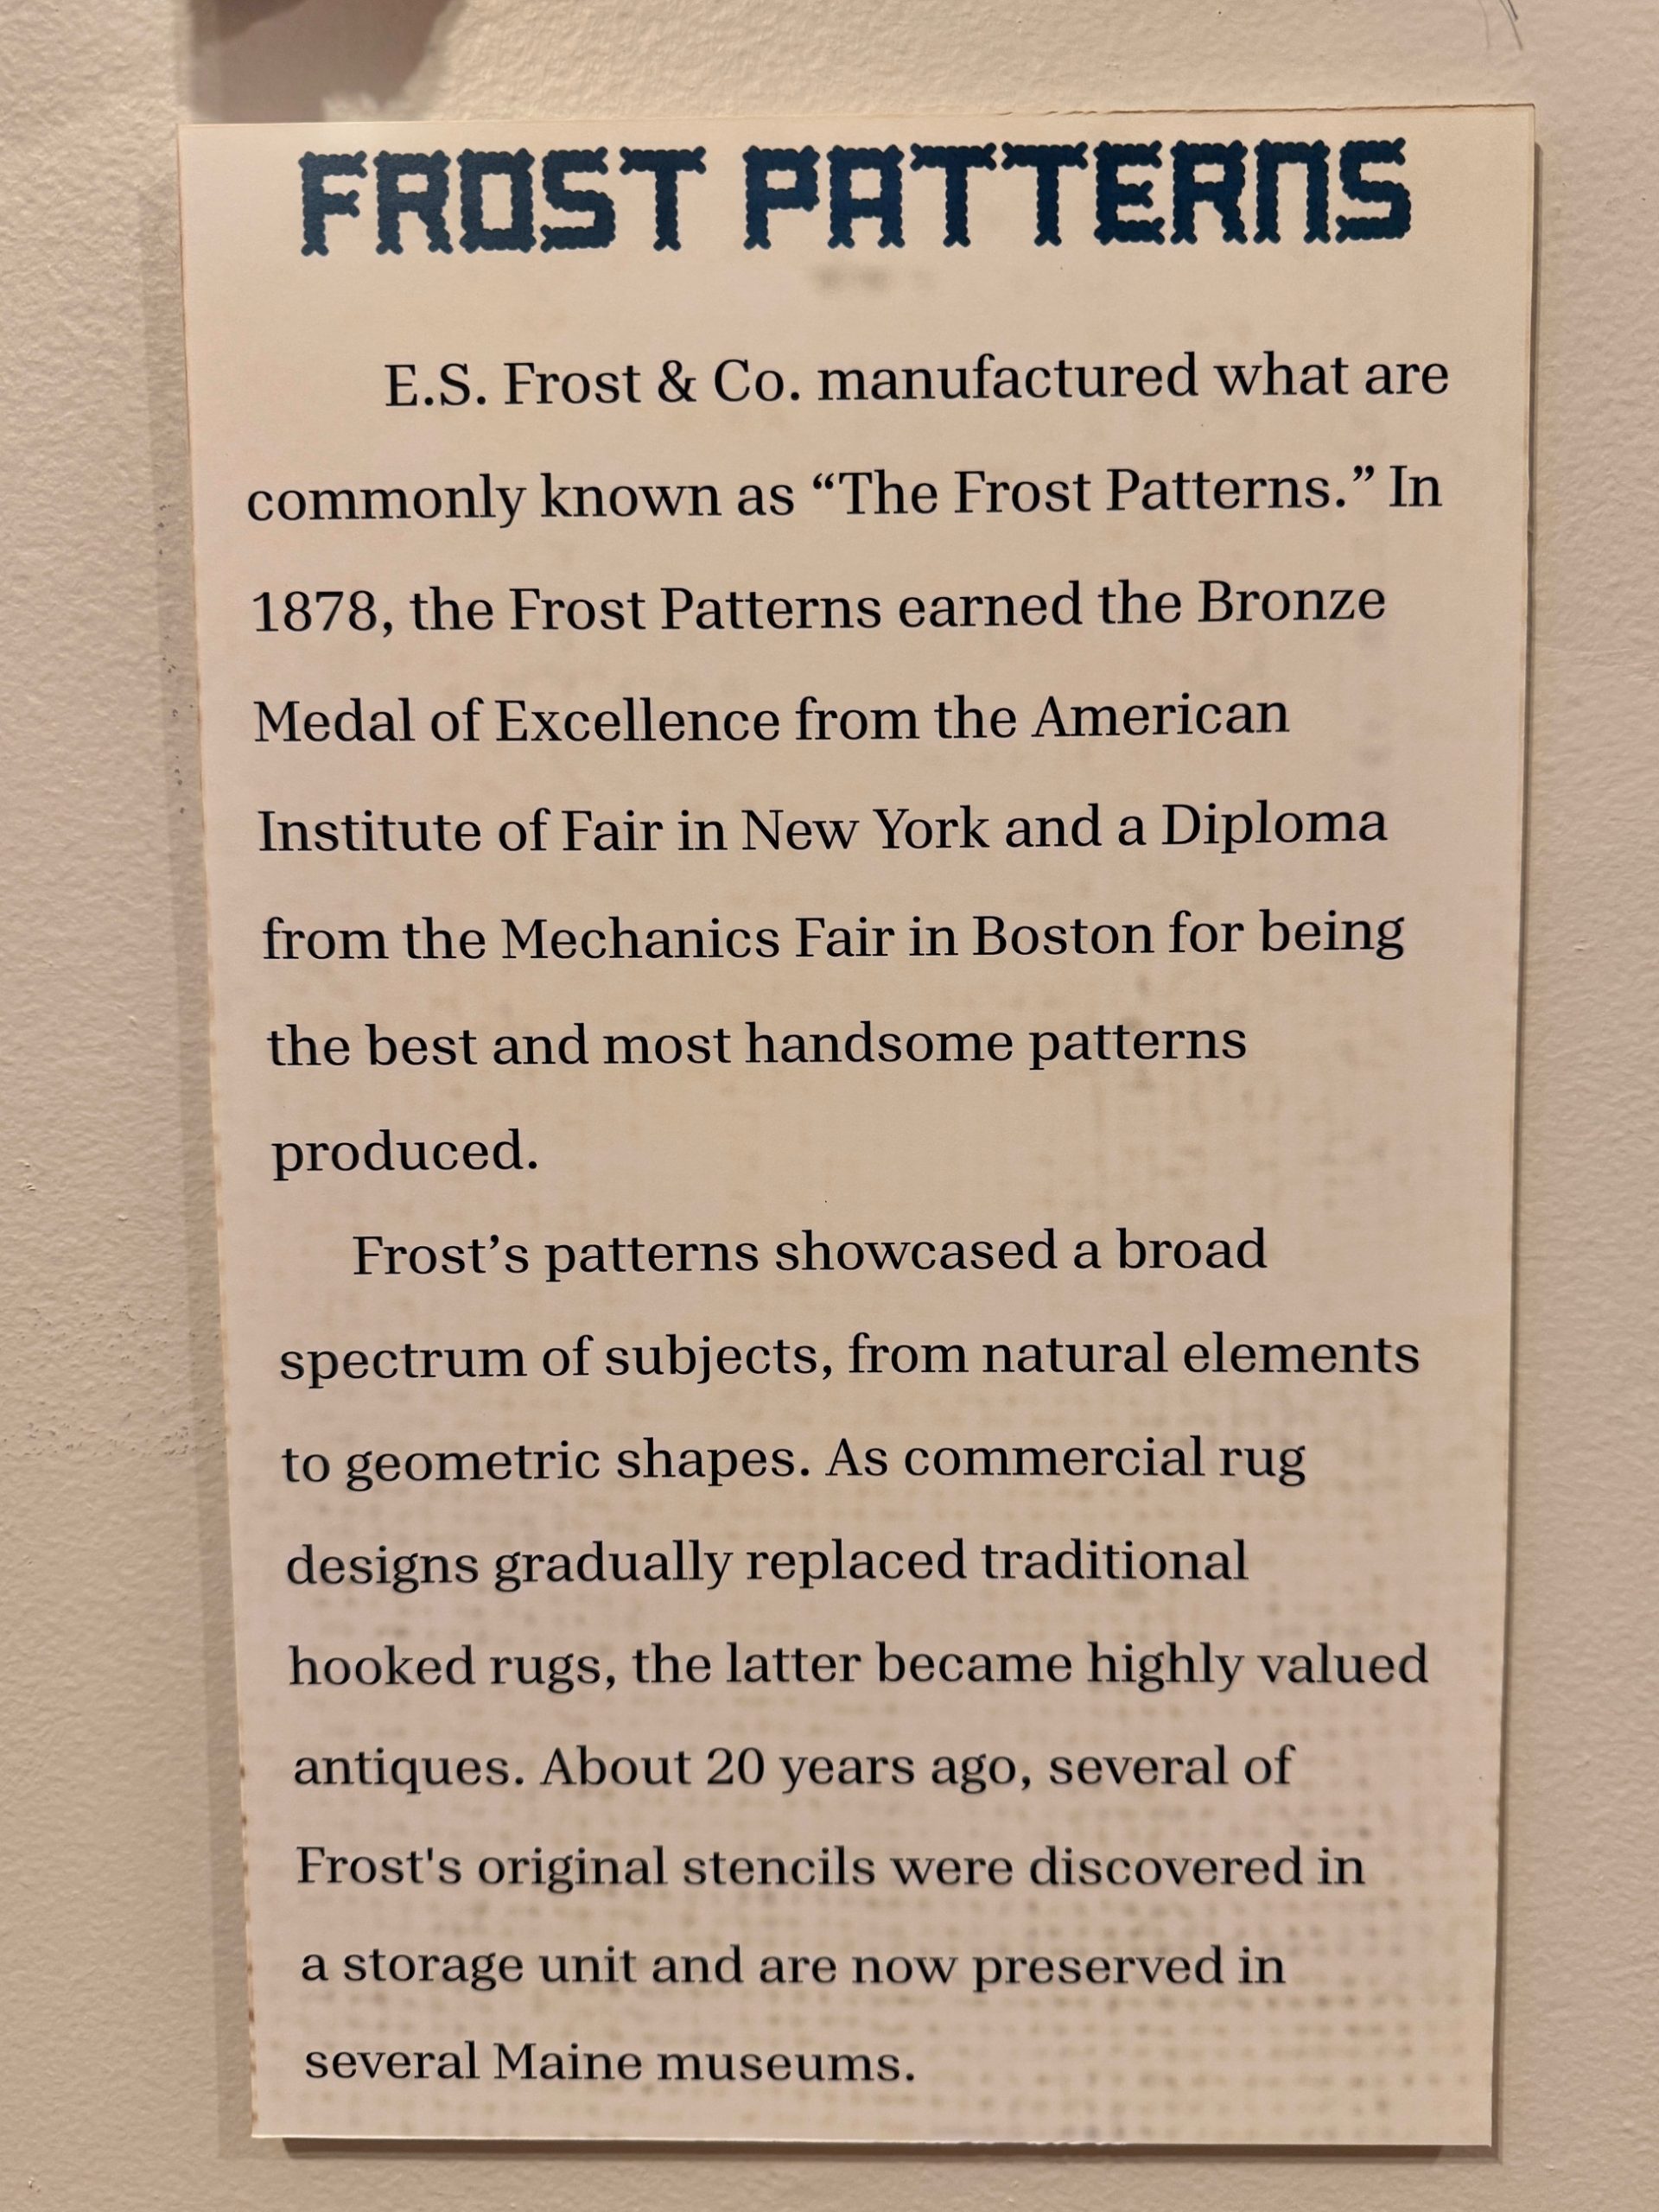 FROST PATTERNS
E.S. Frost & Co. manufactured what are
commonly known as “The Frost Patterns.” In
1878, the Frost Patterns earned the Bronze
Medal of Excellence from the American
Institute of Fair in New York and a Diploma
from the Mechanics Fair in Boston for being
the best and most handsome patterns
produced.
Frost’s patterns showcased a broad
spectrum of subjects, from natural elements
to geometric shapes. As commercial rug
designs gradually replaced traditional
hooked rugs, the latter became highly valued
antiques. About 20 years ago, several of
Frost's original stencils were discovered in
a storage unit and are now preserved in
several Maine museums.